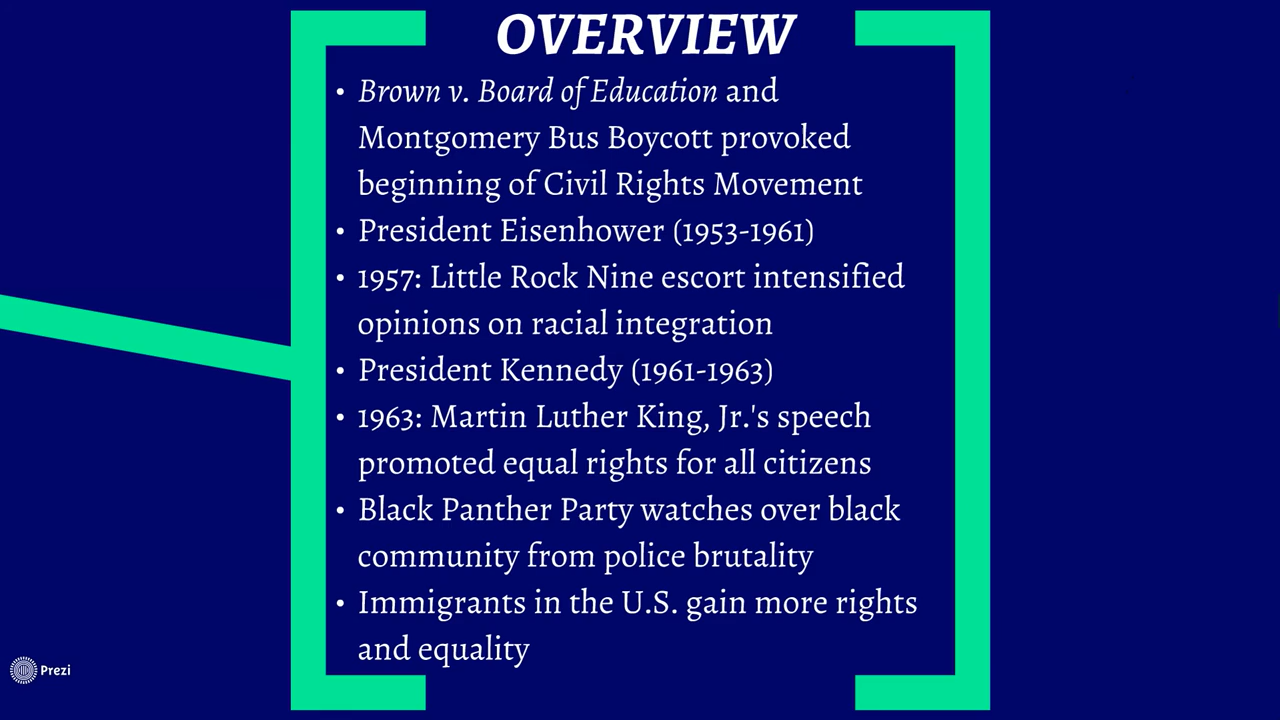 OVERVIEW
• Brown v. Board of Education and
Montgomery Bus Boycott provoked
beginning of Civil Rights Movement
• President Eisenhower (1953-1961)
• 1957: Little Rock Nine escort intensified
opinions on racial integration
• President Kennedy (1961-1963)
• 1963: Martin Luther King, Jr.'s speech
promoted equal rights for all citizens
• Black Panther Party watches over black
community from police brutality
• Immigrants in the U.S. gain more rights
and equality
Prezi